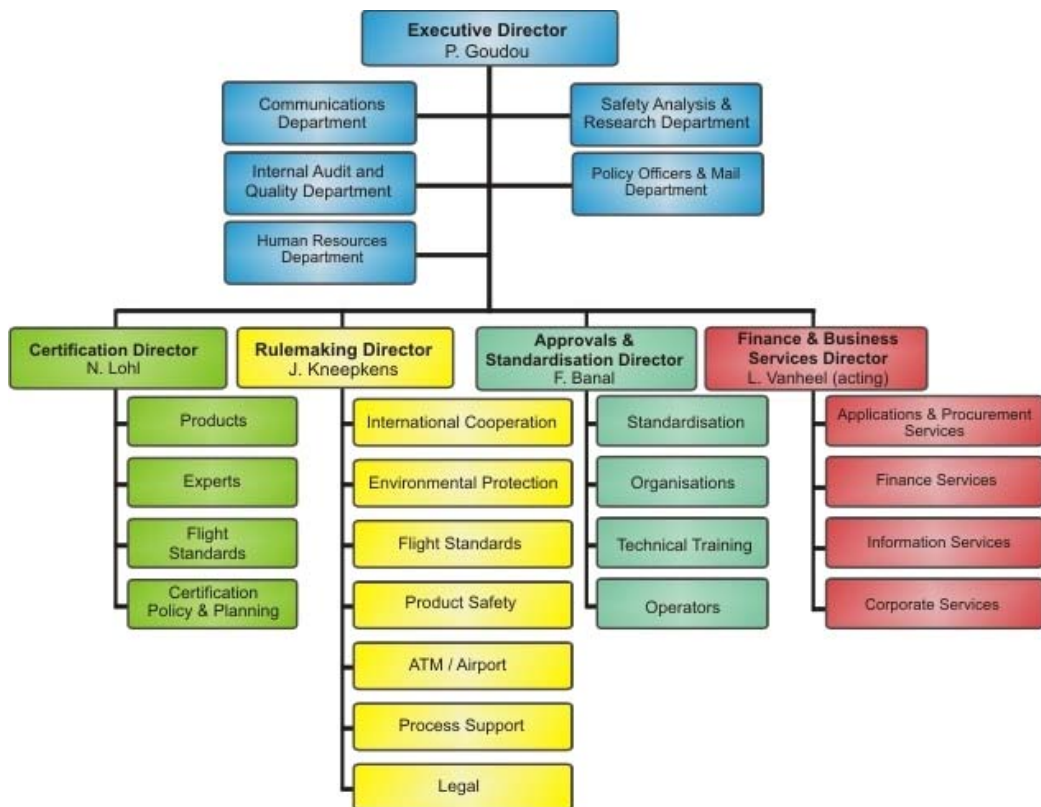 Executive Director
P. Goudou
Communications
Department
Safety Analysis &
Research Department
Internal Audit and
Quality Department
Policy Officers & Mail
Department
Human Resources
Department
Certification Director
N. Lohl
Rulemaking Director
J. Kneepkens
Approvals &
Standardisation Director
F. Banal
Finance & Business
Services Director
L. Vanheel (acting)
Products
Experts
Flight
Standards
Certification
Policy & Planning
International Cooperation
Environmental Protection
Flight Standards
Product Safety
ATM / Airport
Process Support
Legal
Standardisation
Organisations
Technical Training
Operators
Applications & Procurement
Services
Finance Services
Information Services
Corporate Services